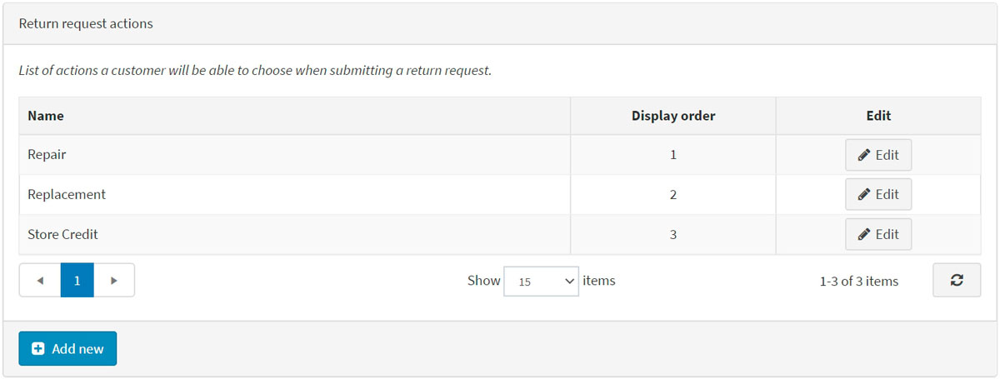 Return request actions
List of actions a customer will be able to choose when submitting a return request.
Name Display order Edit
Repair 1 Edit
Replacement 2 Edit
Store Credit 3 Edit
1 Show 15 items 1-3 of 3 items
Add new